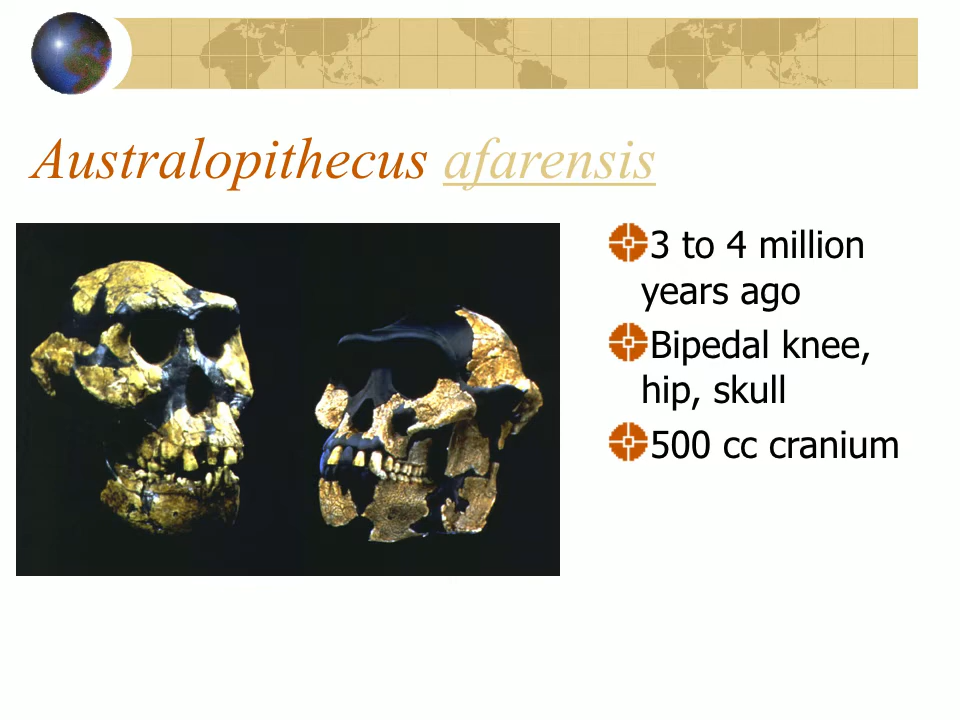 Australopithecus afarensis
3 to 4 million
years ago
Bipedal knee,
hip, skull
500 cc cranium